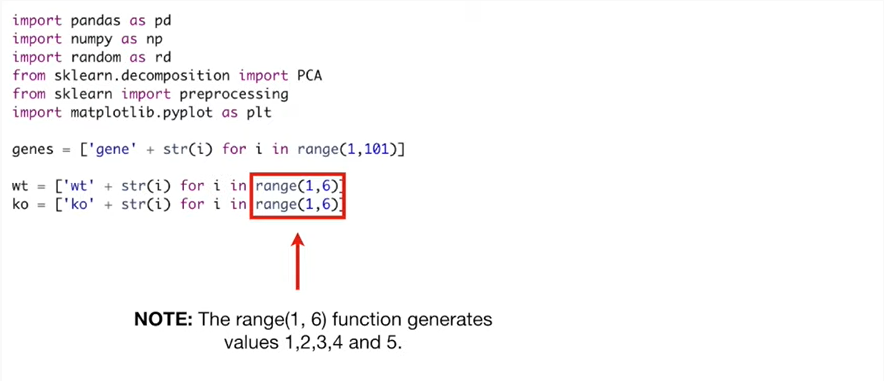 import pandas as pd
import numpy as np
import random as rd
from sklearn.decomposition import PCA
from sklearn import preprocessing
import matplotlib.pyplot as plt
genes = ['gene' + str(i) for i in range(1,101)]
wt = ['wt' + str(i) for i in range(1,6)]
ko = ['ko' + str(i) for i in range(1,6)]
NOTE: The range(1, 6) function generates
values 1,2,3,4 and 5.